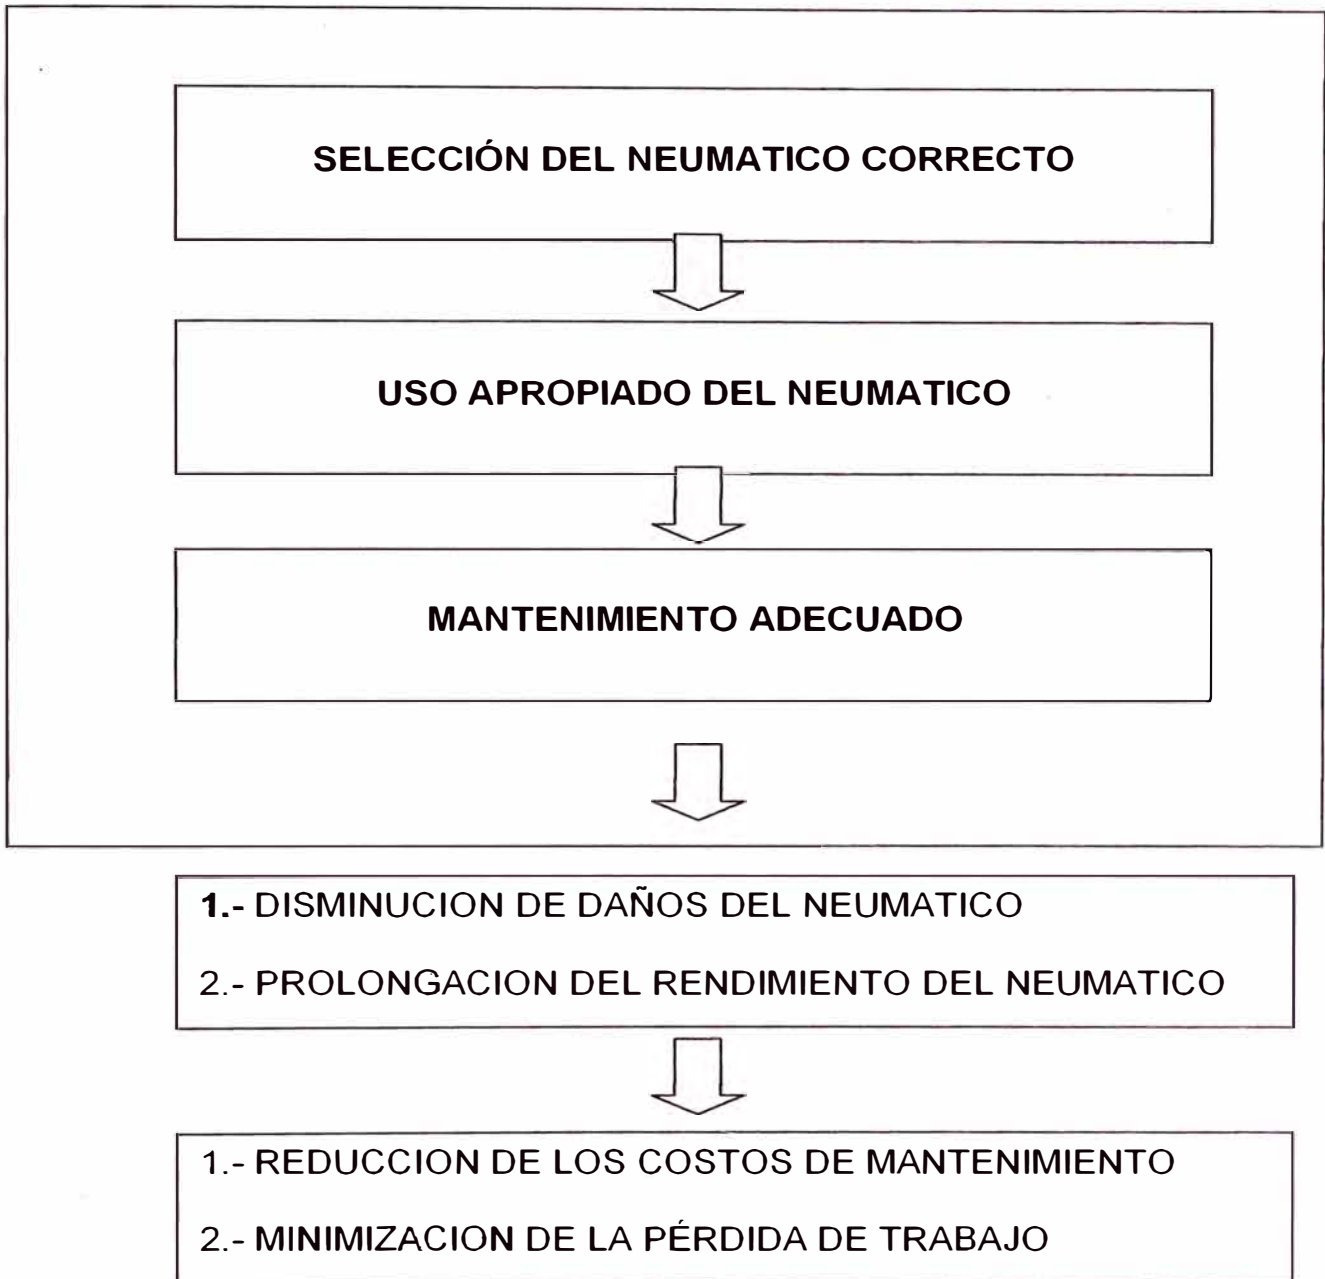 SELECCIÓN DEL NEUMATICO CORRECTO
USO APROPIADO DEL NEUMATICO
MANTENIMIENTO ADECUADO
1.- DISMINUCION DE DAÑOS DEL NEUMATICO
2.- PROLONGACION DEL RENDIMIENTO DEL NEUMATICO
1.- REDUCCION DE LOS COSTOS DE MANTENIMIENTO
2.- MINIMIZACION DE LA PÉRDIDA DE TRABAJO